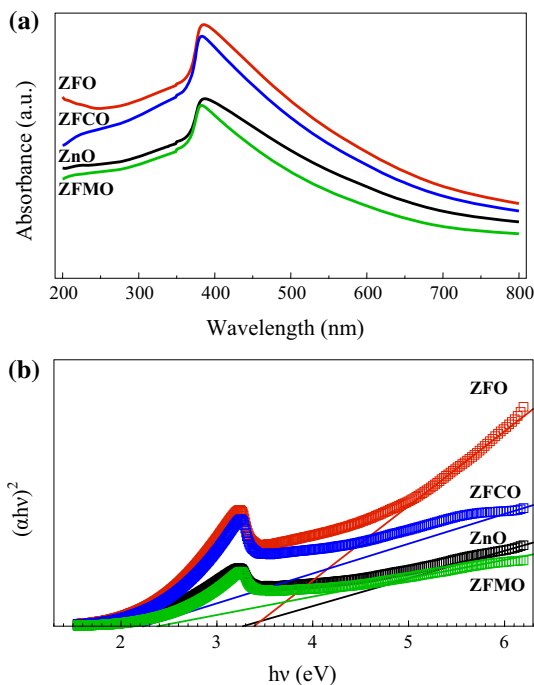 (a)
ZFO
ZFCO
ZnO
ZFMO
Absorbance (a.u.)
200 300 400 500 600 700 800
Wavelength (nm)
(b)
ZFO
ZFCO
ZnO
ZFMO
(αhν)²
2 3 4 5 6
hν (eV)